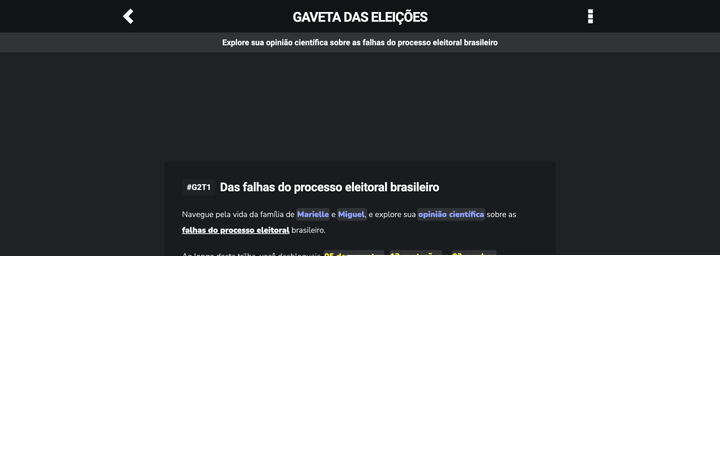 GAVETA DAS ELEIÇÕES
Explore sua opinião científica sobre as falhas do processo eleitoral brasileiro
#G2T1 Das falhas do processo eleitoral brasileiro
Navegue pela vida da família de Marielle e Miguel, e explore sua opinião científica sobre as
falhas do processo eleitoral brasileiro.